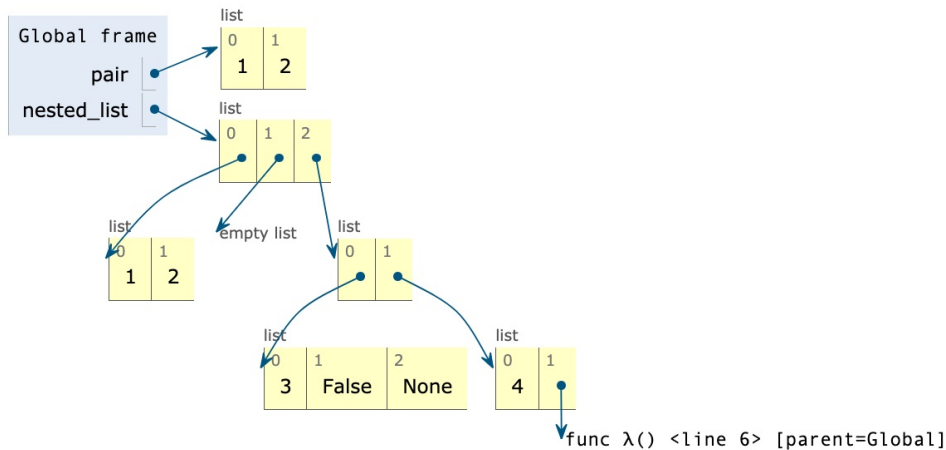 Global frame
pair
nested_list
list
0 1
1 2
list
0 1 2
list
0 1
1 2
empty list
list
0 1
list
0 1 2
3 False None
list
0 1
4
func λ() <line 6> [parent=Global]